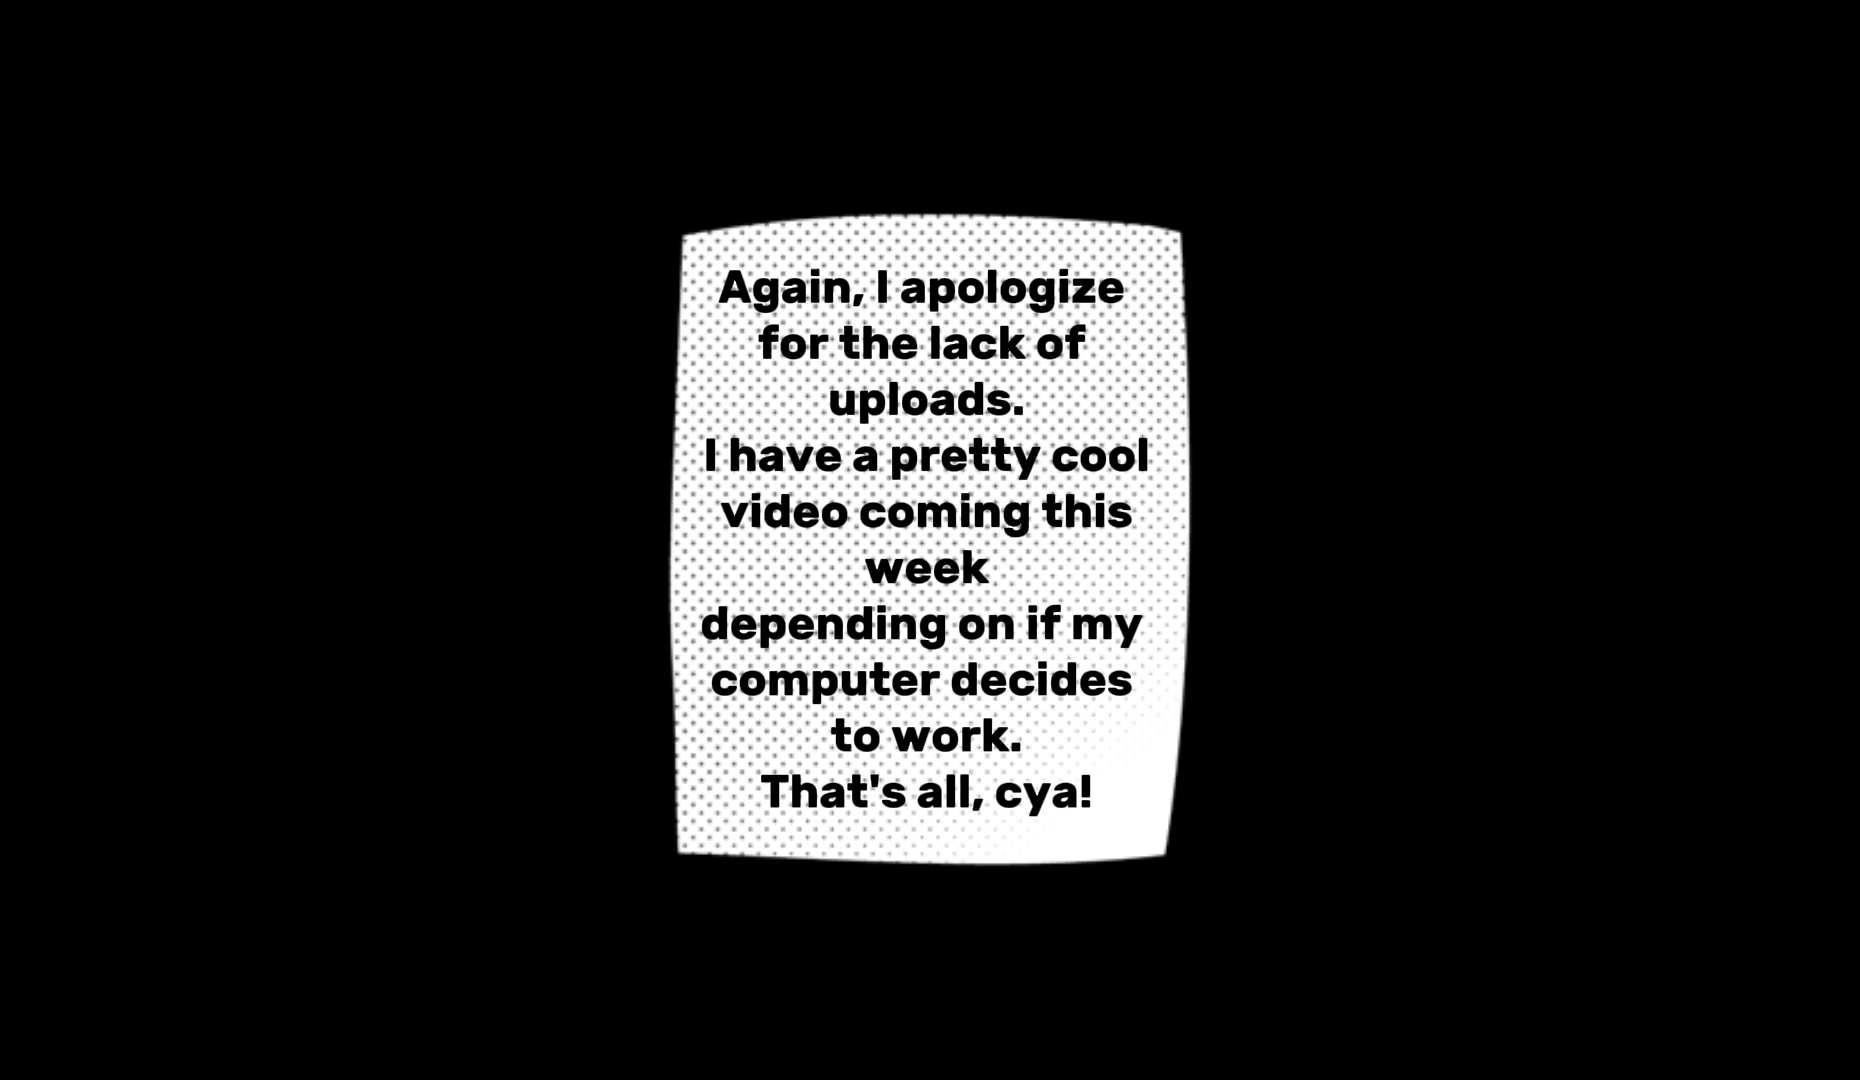 Again, I apologize
for the lack of
uploads.
I have a pretty cool
video coming this
week
depending on if my
computer decides
to work.
That's all, cya!